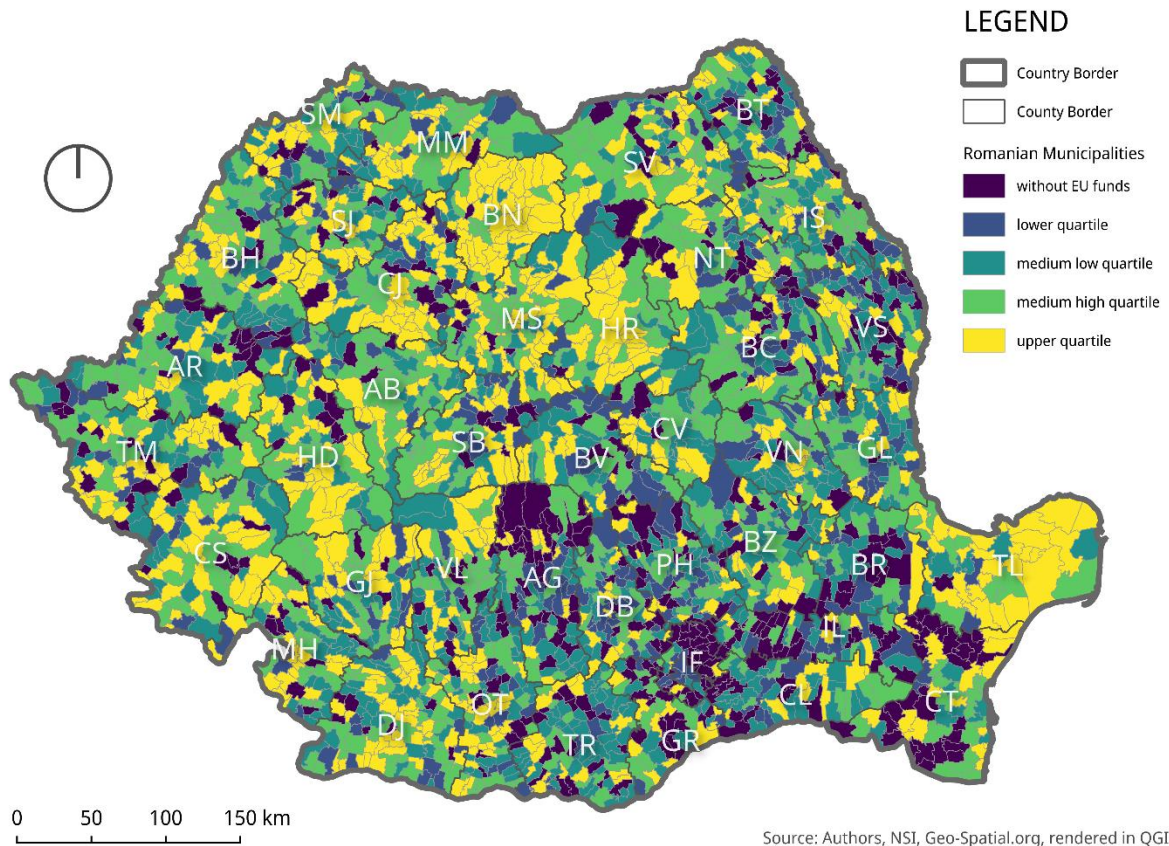 LEGEND
Country Border
County Border
Romanian Municipalities
without EU funds
lower quartile
medium low quartile
medium high quartile
upper quartile
SM
MM
BT
SV
BN
SJ
IS
BH
NT
CJ
MS
HR
VS
BC
AR
AB
CV
SB
TM
HD
BV
VN
GL
CS
GJ
VL
AG
PH
BZ
BR
TL
DB
IL
MH
IF
OT
CL
CT
DJ
TR
GR
0 50 100 150 km
Source: Authors, NSI, Geo-Spatial.org, rendered in QGI